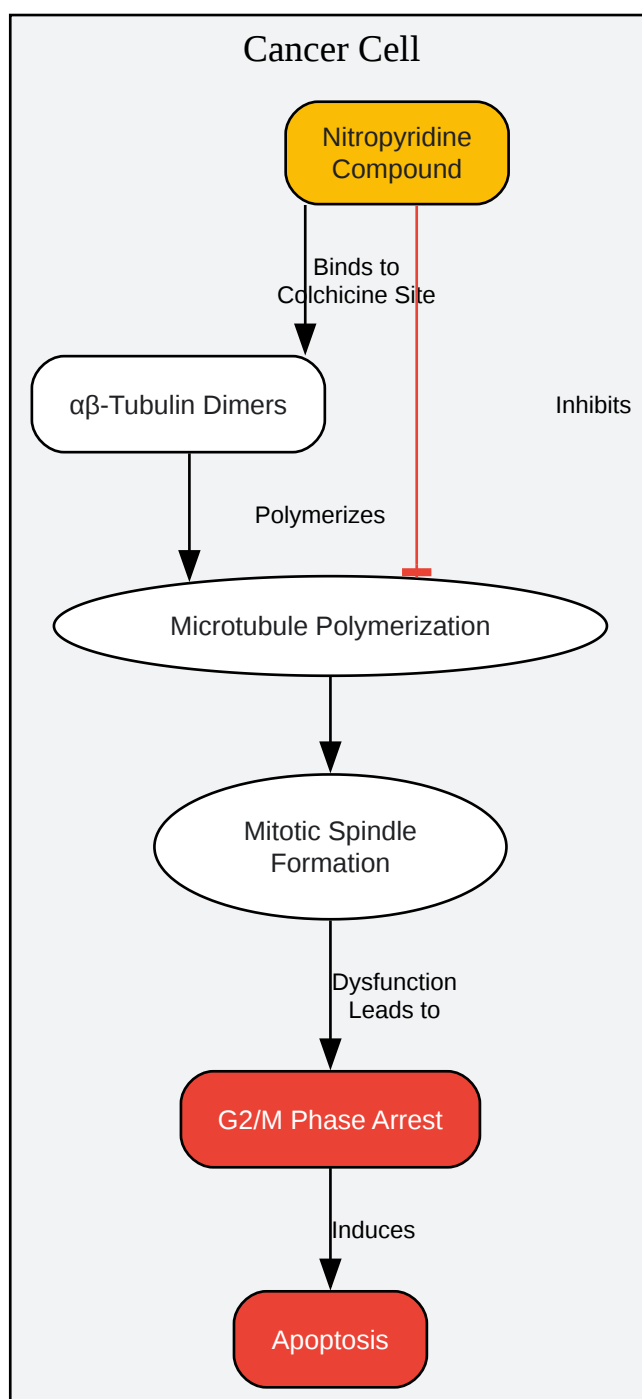 Cancer Cell
Nitropyridine
Compound
Binds to
Colchicine Site
αβ-Tubulin Dimers
Inhibits
Polymerizes
Microtubule Polymerization
Mitotic Spindle
Formation
Dysfunction
Leads to
G2/M Phase Arrest
Induces
Apoptosis